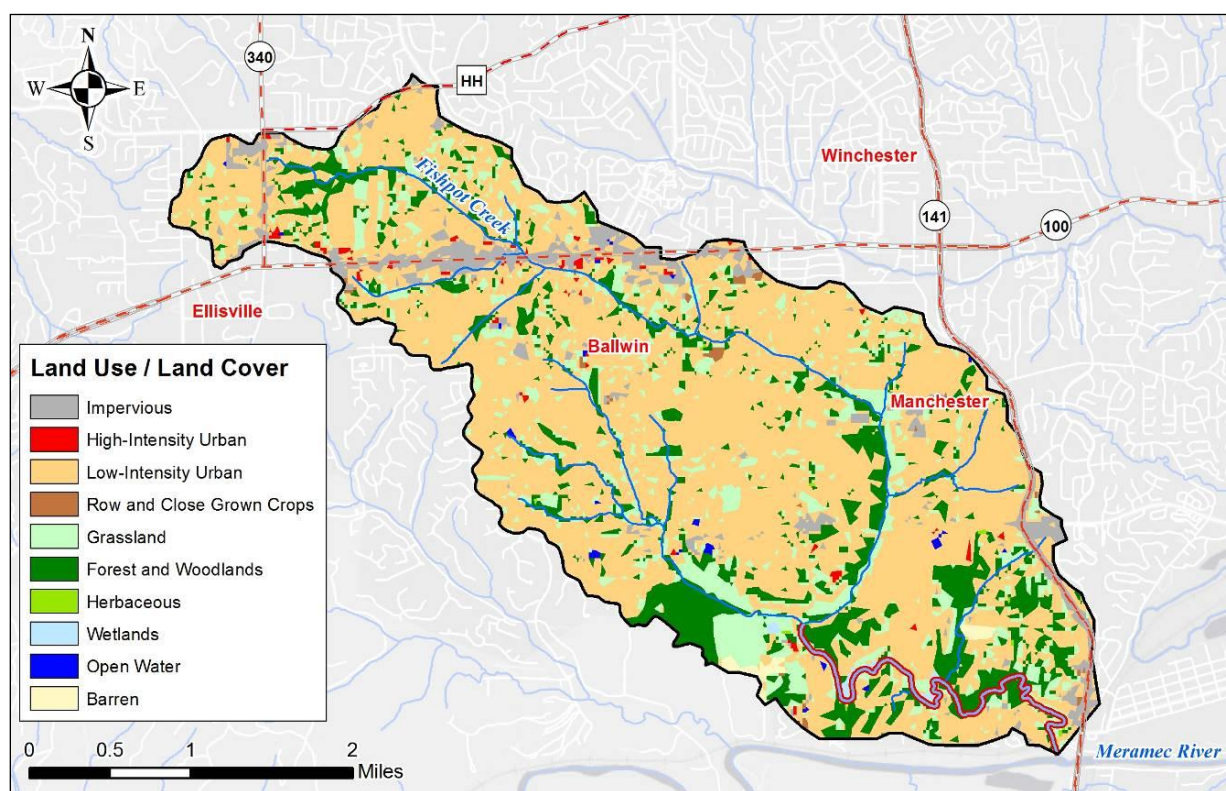 N
W E
S
340
HH
Winchester
Fishpot Creek
141
100
Ellisville
Ballwin
Manchester
Land Use / Land Cover
Impervious
High-Intensity Urban
Low-Intensity Urban
Row and Close Grown Crops
Grassland
Forest and Woodlands
Herbaceous
Wetlands
Open Water
Barren
0 0.5 1 2
Miles
Meramec River